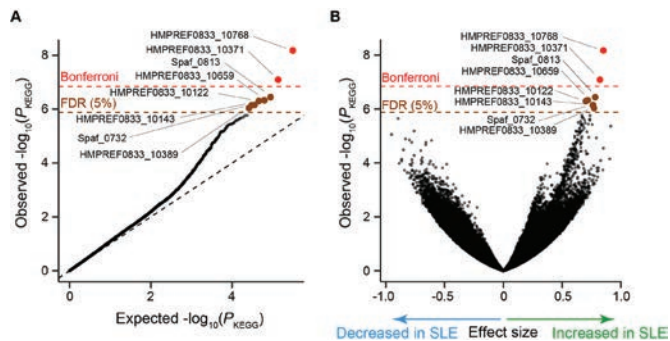 A
HMPREF0833_10768
HMPREF0833_10371
Spaf_0813
HMPREF0833_10659
Bonferroni
HMPREF0833_10122
FDR (5%)
HMPREF0833_10143
Spaf_0732
HMPREF0833_10389
Observed -log10(PKEGG)
8
6
4
2
0
0
2
4
Expected -log10(PKEGG)
B
HMPREF0833_10768
HMPREF0833_10371
Spaf_0813
Bonferroni
HMPREF0833_10659
HMPREF0833_10122
HMPREF0833_10143
FDR (5%)
Spaf_0732
HMPREF0833_10389
Observed -log10(PKEGG)
8
6
4
2
0
-1.0
-0.5
0
0.5
1.0
Decreased in SLE
Effect size
Increased in SLE